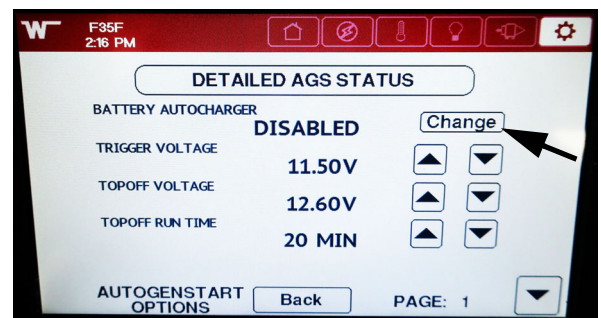 W
F35F
2:16 PM
DETAILED AGS STATUS
BATTERY AUTOCHARGER
DISABLED
Change
TRIGGER VOLTAGE
11.50V
TOPOFF VOLTAGE
12.60V
TOPOFF RUN TIME
20 MIN
AUTOGENSTART
OPTIONS
Back
PAGE: 1